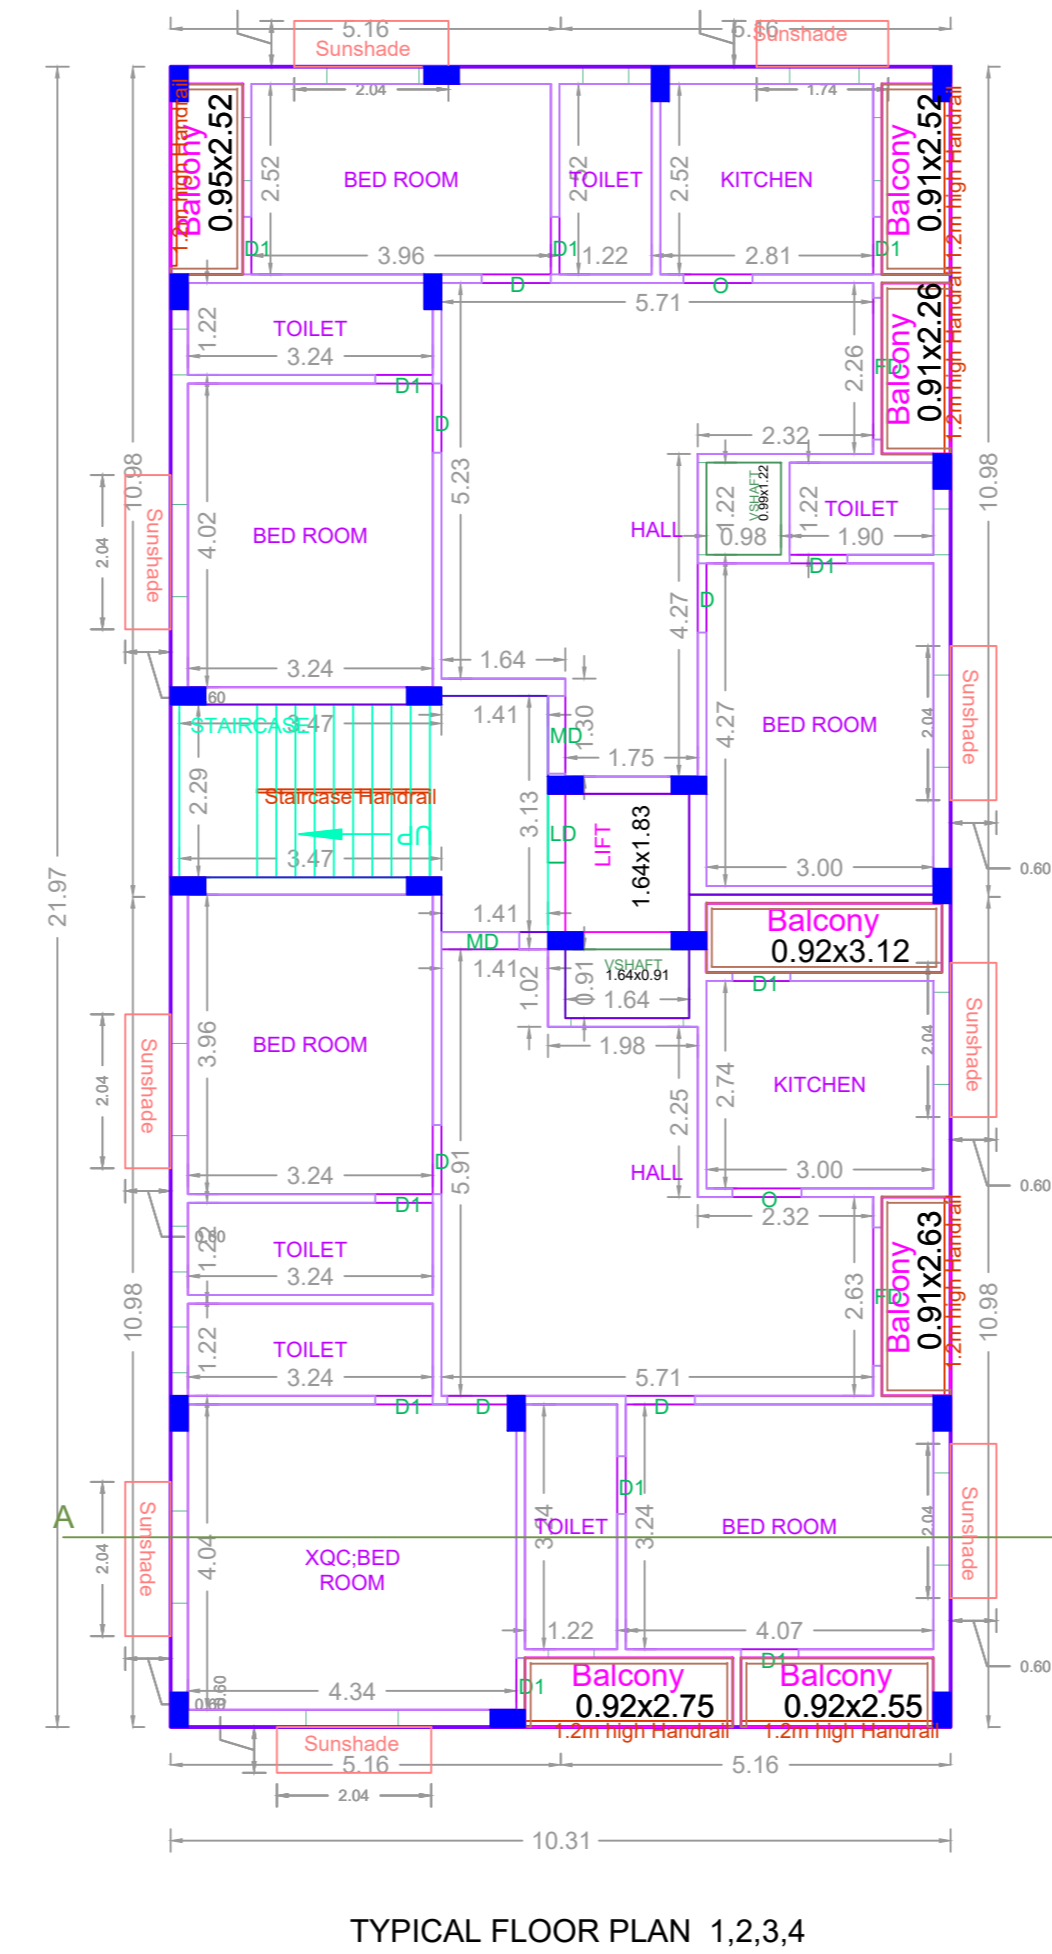 5.16
5.16
Sunshade
Sunshade
2.04
1.74
Balcony
0.95x2.52
1.2m high Handrail
2.52
BED ROOM
2.52
TOILET
2.52
KITCHEN
Balcony
0.91x2.52
1.2m high Handrail
D1
3.96
D1
1.22
2.81
D1
D
O
5.71
1.22
TOILET
3.24
D1
2.26
FD
Balcony
0.91x2.26
1.2m high Handrail
D
2.32
10.98
5.23
10.98
Sunshade
2.04
4.02
BED ROOM
HALL
1.22
VSHAFT
0.99x1.22
1.22
TOILET
0.98
1.90
D1
D
4.27
3.24
1.64
60
STAIRCASE
3.47
1.41
MD
1.30
1.75
4.27
BED ROOM
2.04
Sunshade
2.29
Staircase Handrail
UP
3.47
3.13
LD
LIFT
1.64x1.83
3.00
0.60
21.97
1.41
MD
1.41
VSHAFT
1.64x0.91
0.91
1.64
1.02
1.98
Balcony
0.92x3.12
D1
3.96
BED ROOM
Sunshade
2.04
2.74
KITCHEN
2.04
Sunshade
2.25
HALL
3.24
D
D1
5.91
3.00
O
2.32
0.60
0.60
1.22
TOILET
3.24
2.63
FD
Balcony
0.91x2.63
1.2m high Handrail
10.98
10.98
1.22
TOILET
3.24
5.71
D1
D
D
A
Sunshade
2.04
4.04
XQC;BED
ROOM
3.24
TOILET
D1
3.24
BED ROOM
2.04
Sunshade
1.22
4.07
0.60
4.34
0.60
D1
D1
Balcony
0.92x2.75
1.2m high Handrail
Balcony
0.92x2.55
1.2m high Handrail
Sunshade
5.16
5.16
2.04
10.31
TYPICAL FLOOR PLAN 1,2,3,4